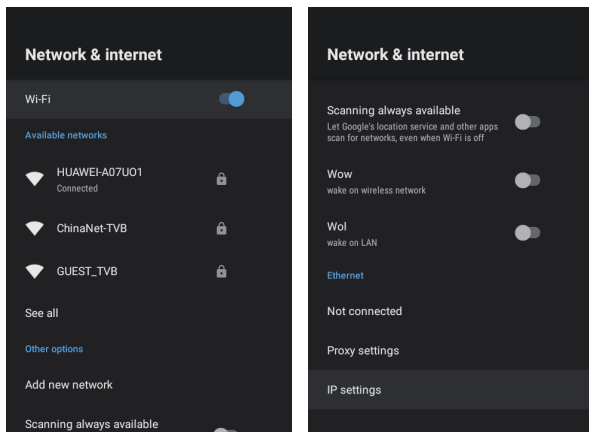 Network & internet
Wi-Fi
Available networks
HUAWEI-A07UO1
Connected
ChinaNet-TVB
GUEST_TVB
See all
Other options
Add new network
Scanning always available
Network & internet
Scanning always available
Let Google's location service and other apps
scan for networks, even when Wi-Fi is off
Wow
wake on wireless network
Wol
wake on LAN
Ethernet
Not connected
Proxy settings
IP settings